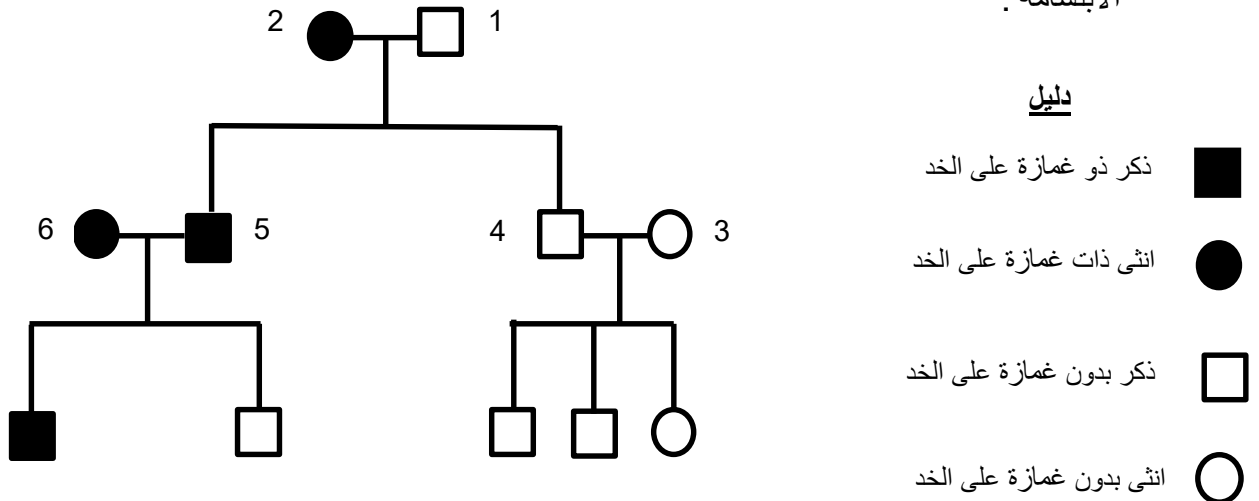 الابتسامة .
2
1
دليل
ذكر ذو غمازة على الخد
انثى ذات غمازة على الخد
6
5
4
3
ذكر بدون غمازة على الخد
انثى بدون غمازة على الخد